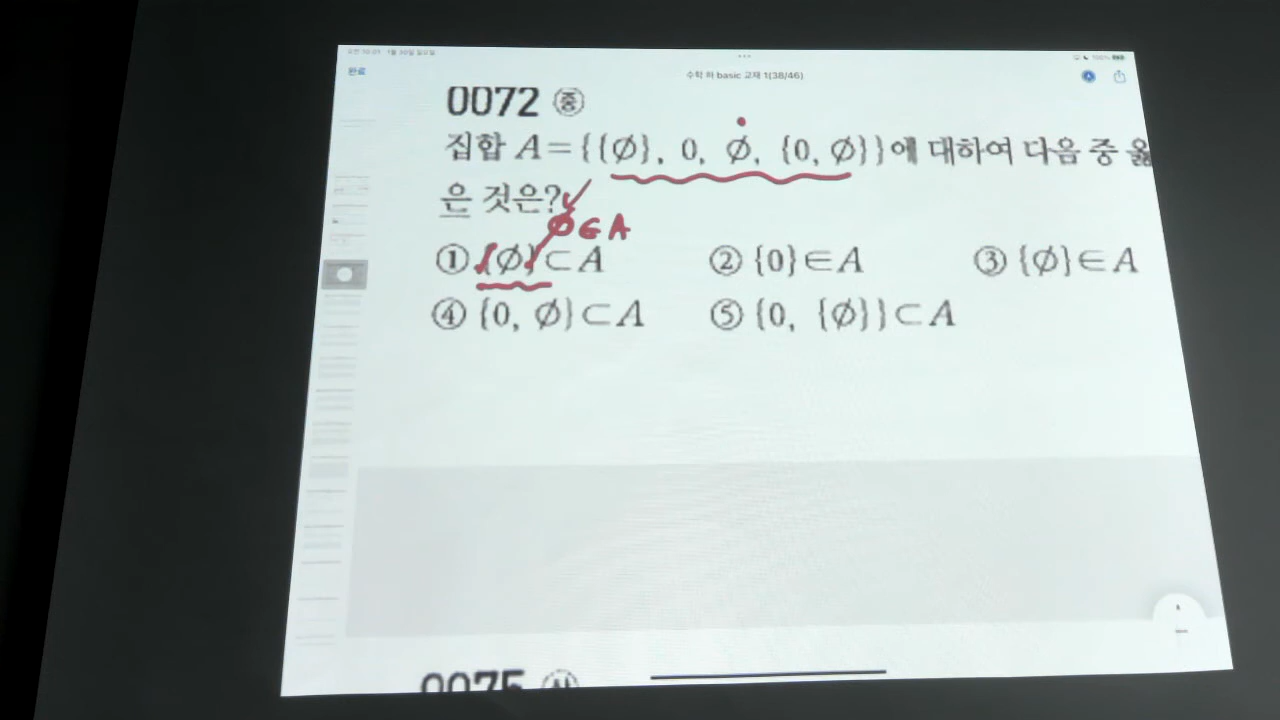 수학 하 basic 교재 1(38/46)
완료
0072 중
집합 A={{∅}, 0, ∅, {0, ∅}}에 대하여 다음 중 옳
은 것은?
∅∈A
① {∅}⊂A ② {0}∈A ③ {∅}∈A
④ {0, ∅}⊂A ⑤ {0, {∅}}⊂A
0075